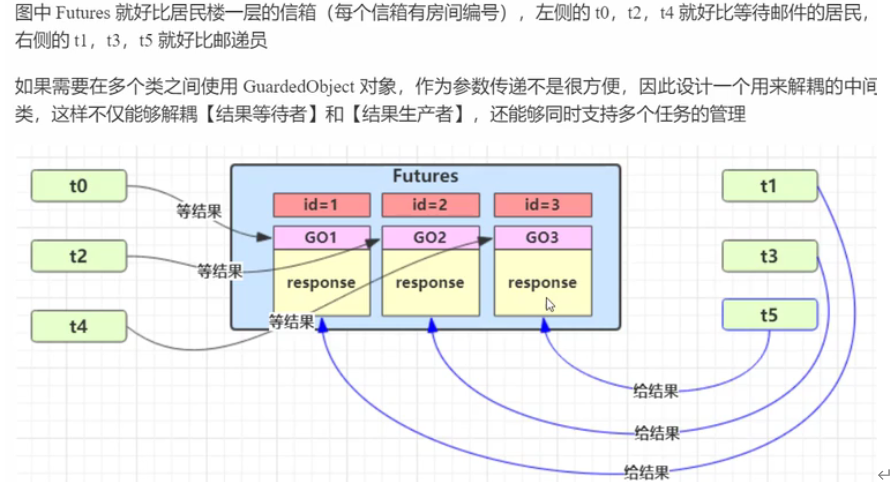 图中 Futures 就好比居民楼一层的信箱（每个信箱有房间编号），左侧的 t0，t2，t4 就好比等待邮件的居民，
右侧的 t1，t3，t5 就好比邮递员
如果需要在多个类之间使用 GuardedObject 对象，作为参数传递不是很方便，因此设计一个用来解耦的中间
类，这样不仅能够解耦【结果等待者】和【结果生产者】，还能够同时支持多个任务的管理
Futures
t0
id=1
id=2
id=3
t1
等结果
GO1
GO2
GO3
t2
等结果
t3
response
response
response
t4
等结果
t5
给结果
给结果
给结果